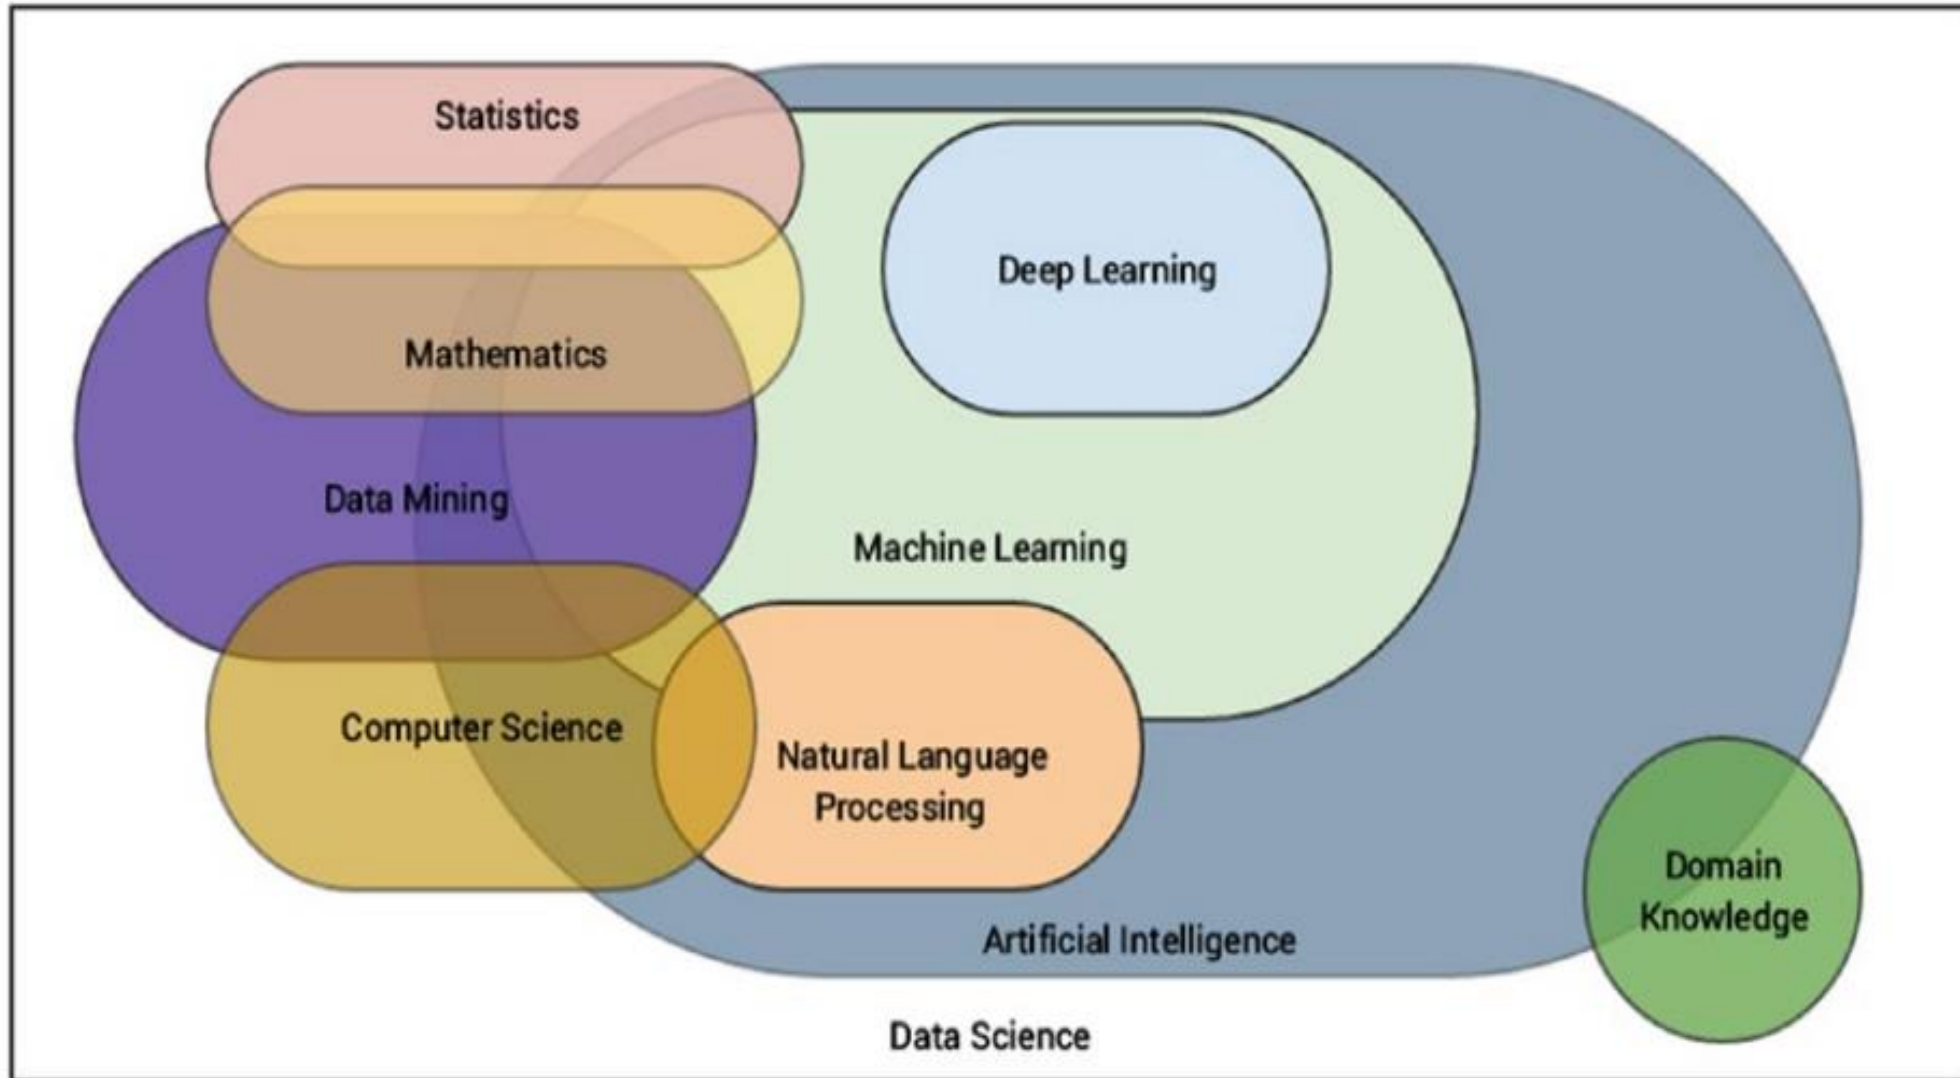 Statistics
Deep Learning
Mathematics
Data Mining
Machine Learning
Computer Science
Natural Language
Processing
Domain
Knowledge
Artificial Intelligence
Data Science